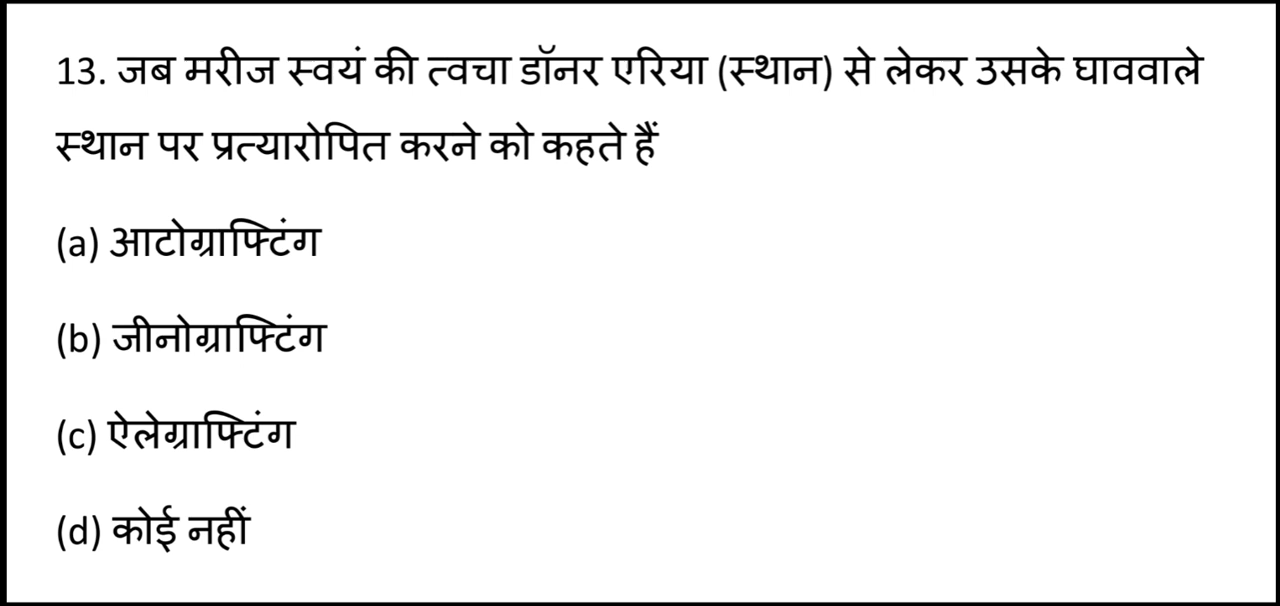 13. जब मरीज स्वयं की त्वचा डॉनर एरिया (स्थान) से लेकर उसके घाववाले
स्थान पर प्रत्यारोपित करने को कहते हैं
(a) आटोग्राफ्टिंग
(b) जीनोग्राफ्टिंग
(c) ऐलेग्राफ्टिंग
(d) कोई नहीं